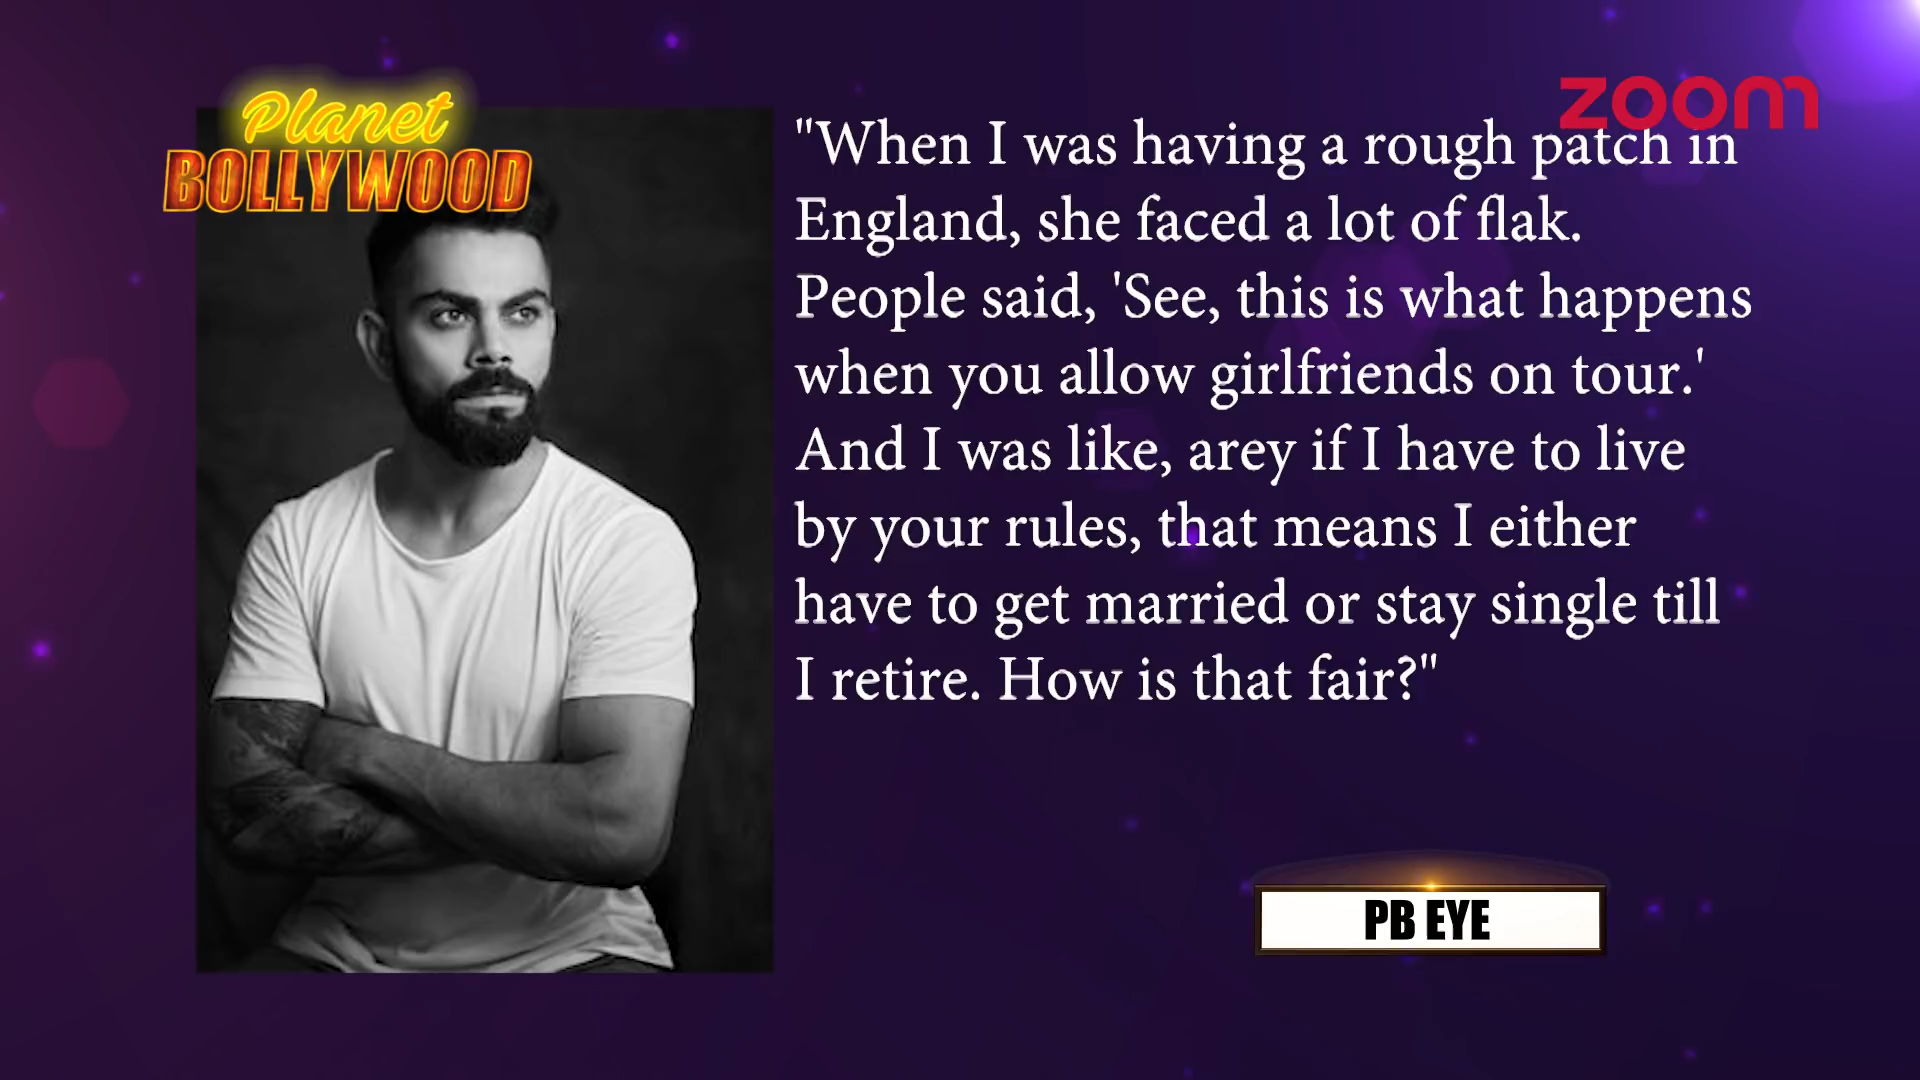 Planet
BOLLYWOOD
zoom
"When I was having a rough patch in
England, she faced a lot of flak.
People said, 'See, this is what happens
when you allow girlfriends on tour.'
And I was like, arey if I have to live
by your rules, that means I either
have to get married or stay single till
I retire. How is that fair?"
PB EYE